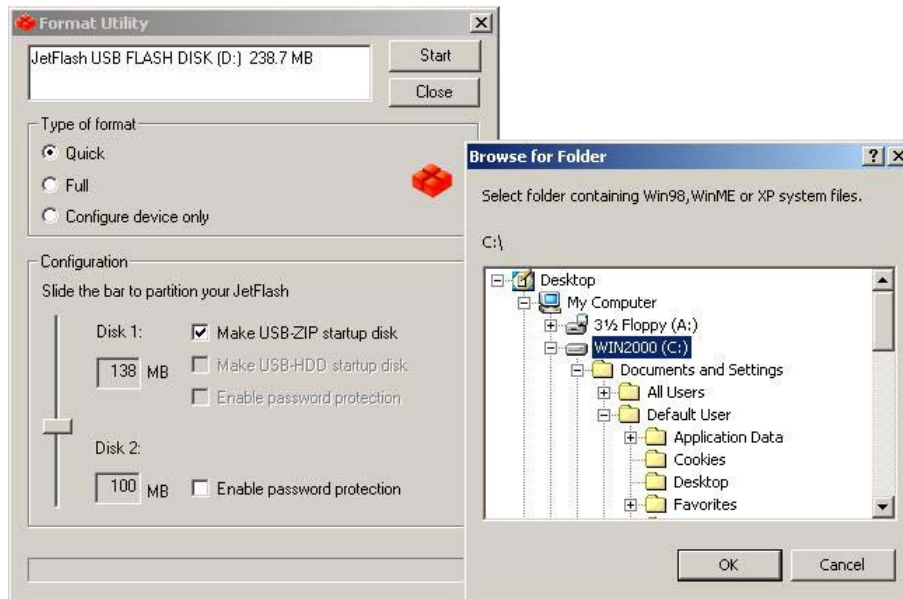 Format Utility
JetFlash USB FLASH DISK (D:) 238.7 MB
Start
Close
Type of format
Quick
Full
Configure device only
Configuration
Slide the bar to partition your JetFlash
Disk 1:
138 MB
Make USB-ZIP startup disk
Make USB-HDD startup disk
Enable password protection
Disk 2:
100 MB
Enable password protection
Browse for Folder
Select folder containing Win98,WinME or XP system files.
C:\
Desktop
My Computer
3½ Floppy (A:)
WIN2000 (C:)
Documents and Settings
All Users
Default User
Application Data
Cookies
Desktop
Favorites
OK
Cancel